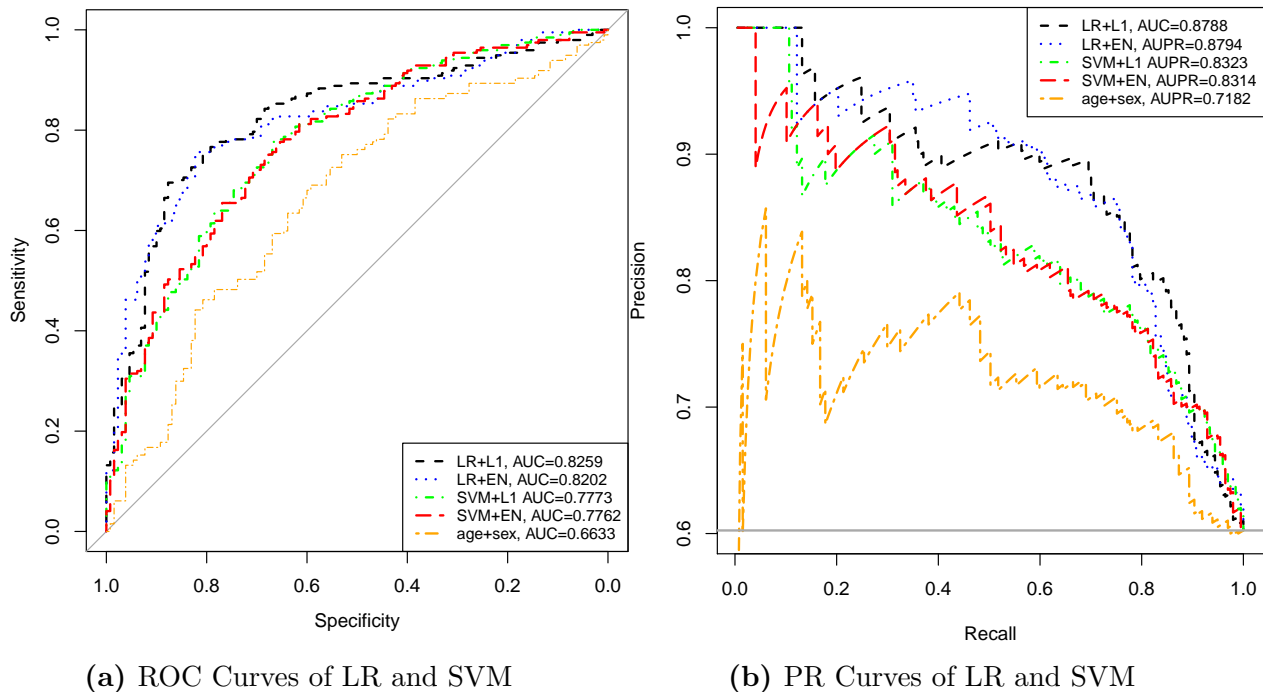 Sensitivity
1.0
0.8
0.6
0.4
0.2
0.0
LR+L1, AUC=0.8259
LR+EN, AUC=0.8202
SVM+L1 AUC=0.7773
SVM+EN, AUC=0.7762
age+sex, AUC=0.6633
1.0 0.8 0.6 0.4 0.2 0.0
Specificity
(a) ROC Curves of LR and SVM
Precision
1.0
0.9
0.8
0.7
0.6
LR+L1, AUC=0.8788
LR+EN, AUPR=0.8794
SVM+L1 AUPR=0.8323
SVM+EN, AUPR=0.8314
age+sex, AUPR=0.7182
0.0 0.2 0.4 0.6 0.8 1.0
Recall
(b) PR Curves of LR and SVM